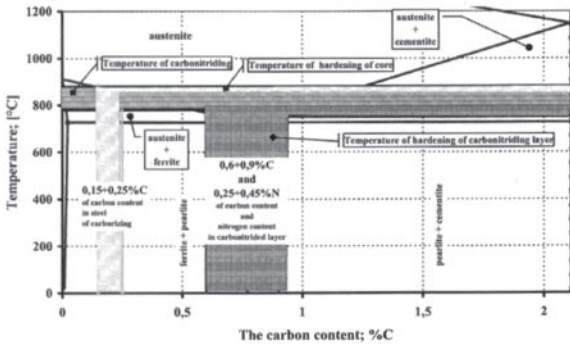 1200
1000
800
600
400
200
0
Temperature; [°C]
austenite
austenite
+
cementite
Temperature of carbonitriding
Temperature of hardening of core
austenite
+
ferrite
Temperature of hardening of carbonitriding layer
0,15÷0,25%C
of carbon content
in steel
of carburizing
0,6÷0,9%C
and
0,25÷0,45%N
of carbon content
and
nitrogen content
in carbonitrided layer
ferrite + pearlite
pearlite + cementite
0
0,5
1
1,5
2
The carbon content; %C